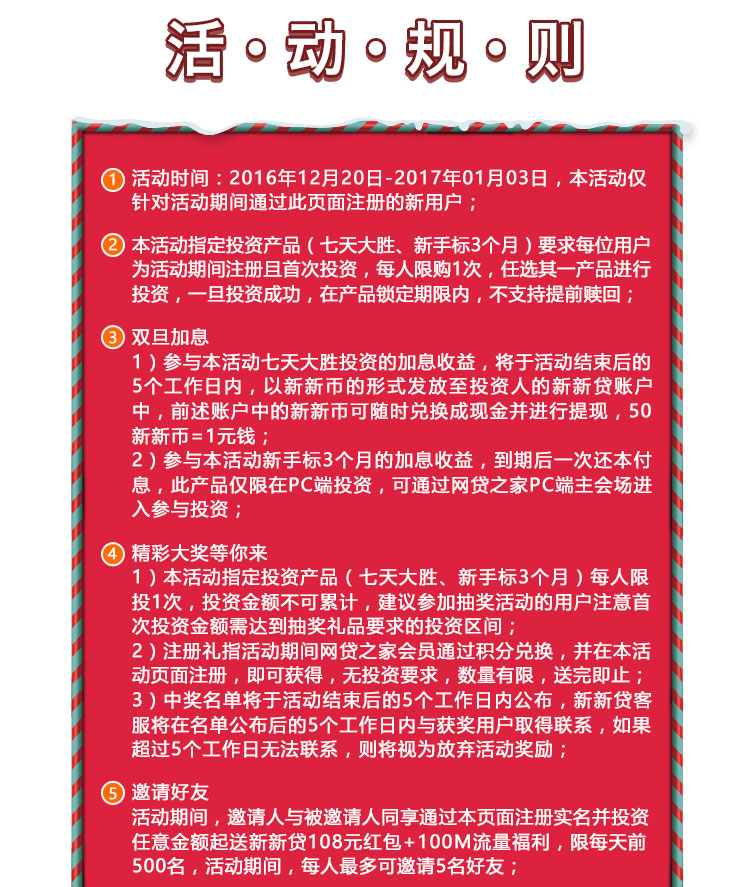 活·动·规·则
1 活动时间：2016年12月20日-2017年01月03日，本活动仅
针对活动期间通过此页面注册的新用户；
2 本活动指定投资产品（七天大胜、新手标3个月）要求每位用户
为活动期间注册且首次投资，每人限购1次，任选其一产品进行
投资，一旦投资成功，在产品锁定期限内，不支持提前赎回；
3 双旦加息
1）参与本活动七天大胜投资的加息收益，将于活动结束后的
5个工作日内，以新新币的形式发放至投资人的新新贷账户
中，前述账户中的新新币可随时兑换成现金并进行提现，50
新新币=1元钱；
2）参与本活动新手标3个月的加息收益，到期后一次还本付
息，此产品仅限在PC端投资，可通过网贷之家PC端主会场进
入参与投资；
4 精彩大奖等你来
1）本活动指定投资产品（七天大胜、新手标3个月）每人限
投1次，投资金额不可累计，建议参加抽奖活动的用户注意首
次投资金额需达到抽奖礼品要求的投资区间；
2）注册礼指活动期间网贷之家会员通过积分兑换，并在本活
动页面注册，即可获得，无投资要求，数量有限，送完即止；
3）中奖名单将于活动结束后的5个工作日内公布，新新贷客
服将在名单公布后的5个工作日内与获奖用户取得联系，如果
超过5个工作日无法联系，则将视为放弃活动奖励；
5 邀请好友
活动期间，邀请人与被邀请人同享通过本页面注册实名并投资
任意金额起送新新贷108元红包+100M流量福利，限每天前
500名，活动期间，每人最多可邀请5名好友；